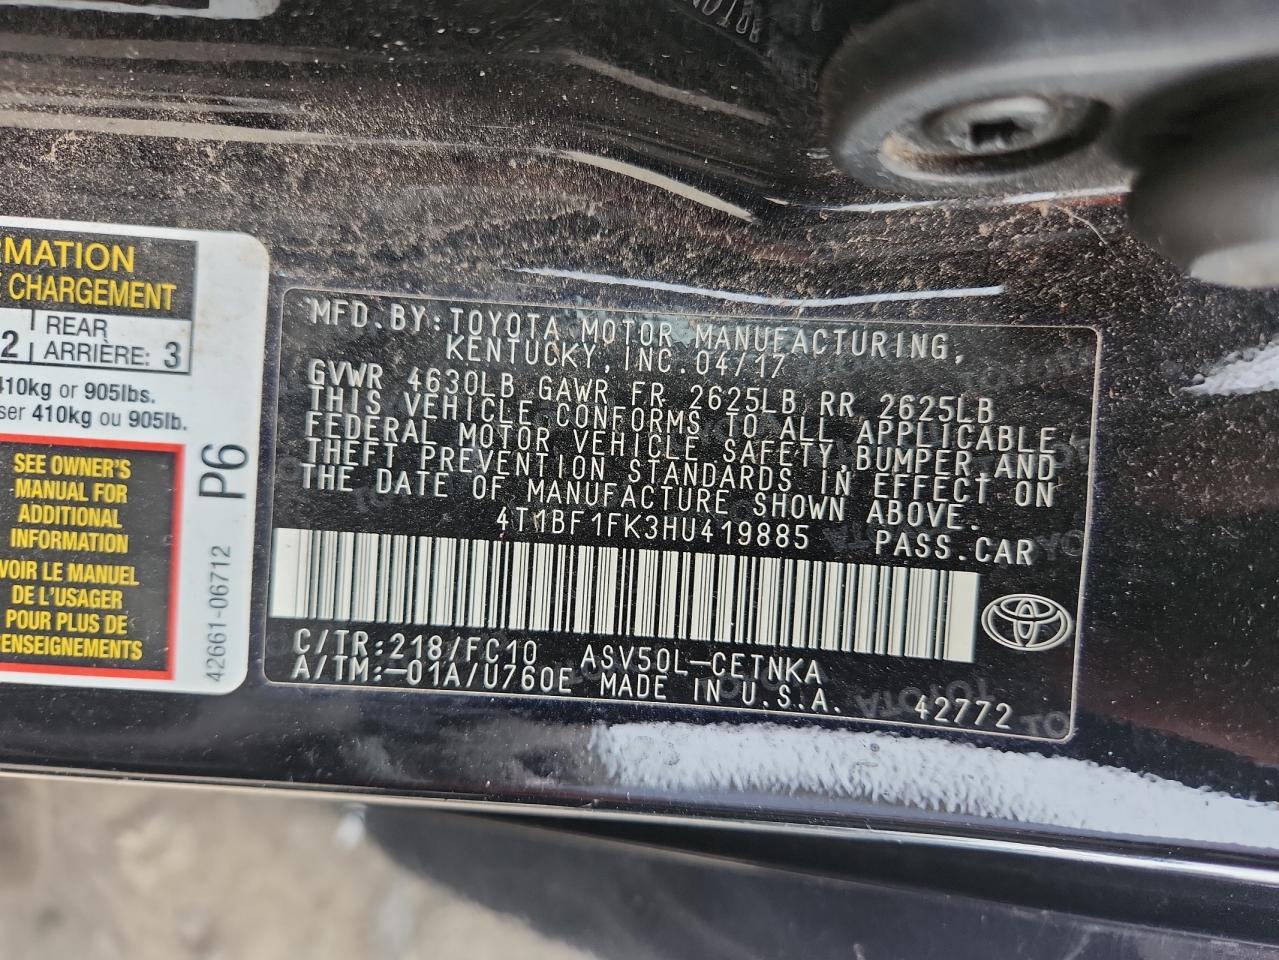 RMATION
CHARGEMENT
2 | REAR
ARRIÈRE: 3
410kg or 905lbs.
ser 410kg ou 905lb.
SEE OWNER'S
MANUAL FOR
ADDITIONAL
INFORMATION
VOIR LE MANUEL
DE L'USAGER
POUR PLUS DE
RENSEIGNEMENTS
P6
42661-06712
MFD.BY:TOYOTA MOTOR MANUFACTURING,
KENTUCKY, INC. 04/17
GVWR 4630LB GAWR FR 2625LB RR 2625LB
THIS VEHICLE CONFORMS TO ALL APPLICABLE
FEDERAL MOTOR VEHICLE SAFETY,BUMPER,AND
THEFT PREVENTION STANDARDS IN EFFECT ON
THE DATE OF MANUFACTURE SHOWN ABOVE.
4T1BF1FK3HU419885 PASS.CAR
C/TR:218/FC10 ASV50L-CETNKA
A/TM:-01A/U760E MADE IN U.S.A. 42772